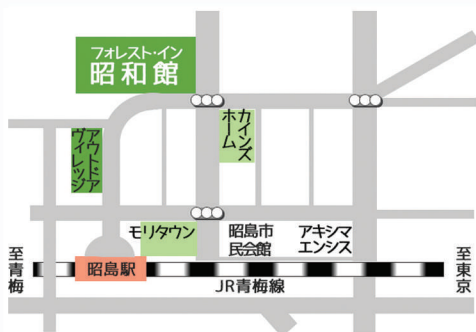 フォレスト・イン
昭和館
カインズ
ホーム
アウトドア
ヴィレッジ
モリタウン
昭島市
民会館
アキシマ
エンシス
至青梅
昭島駅
至東京
JR青梅線